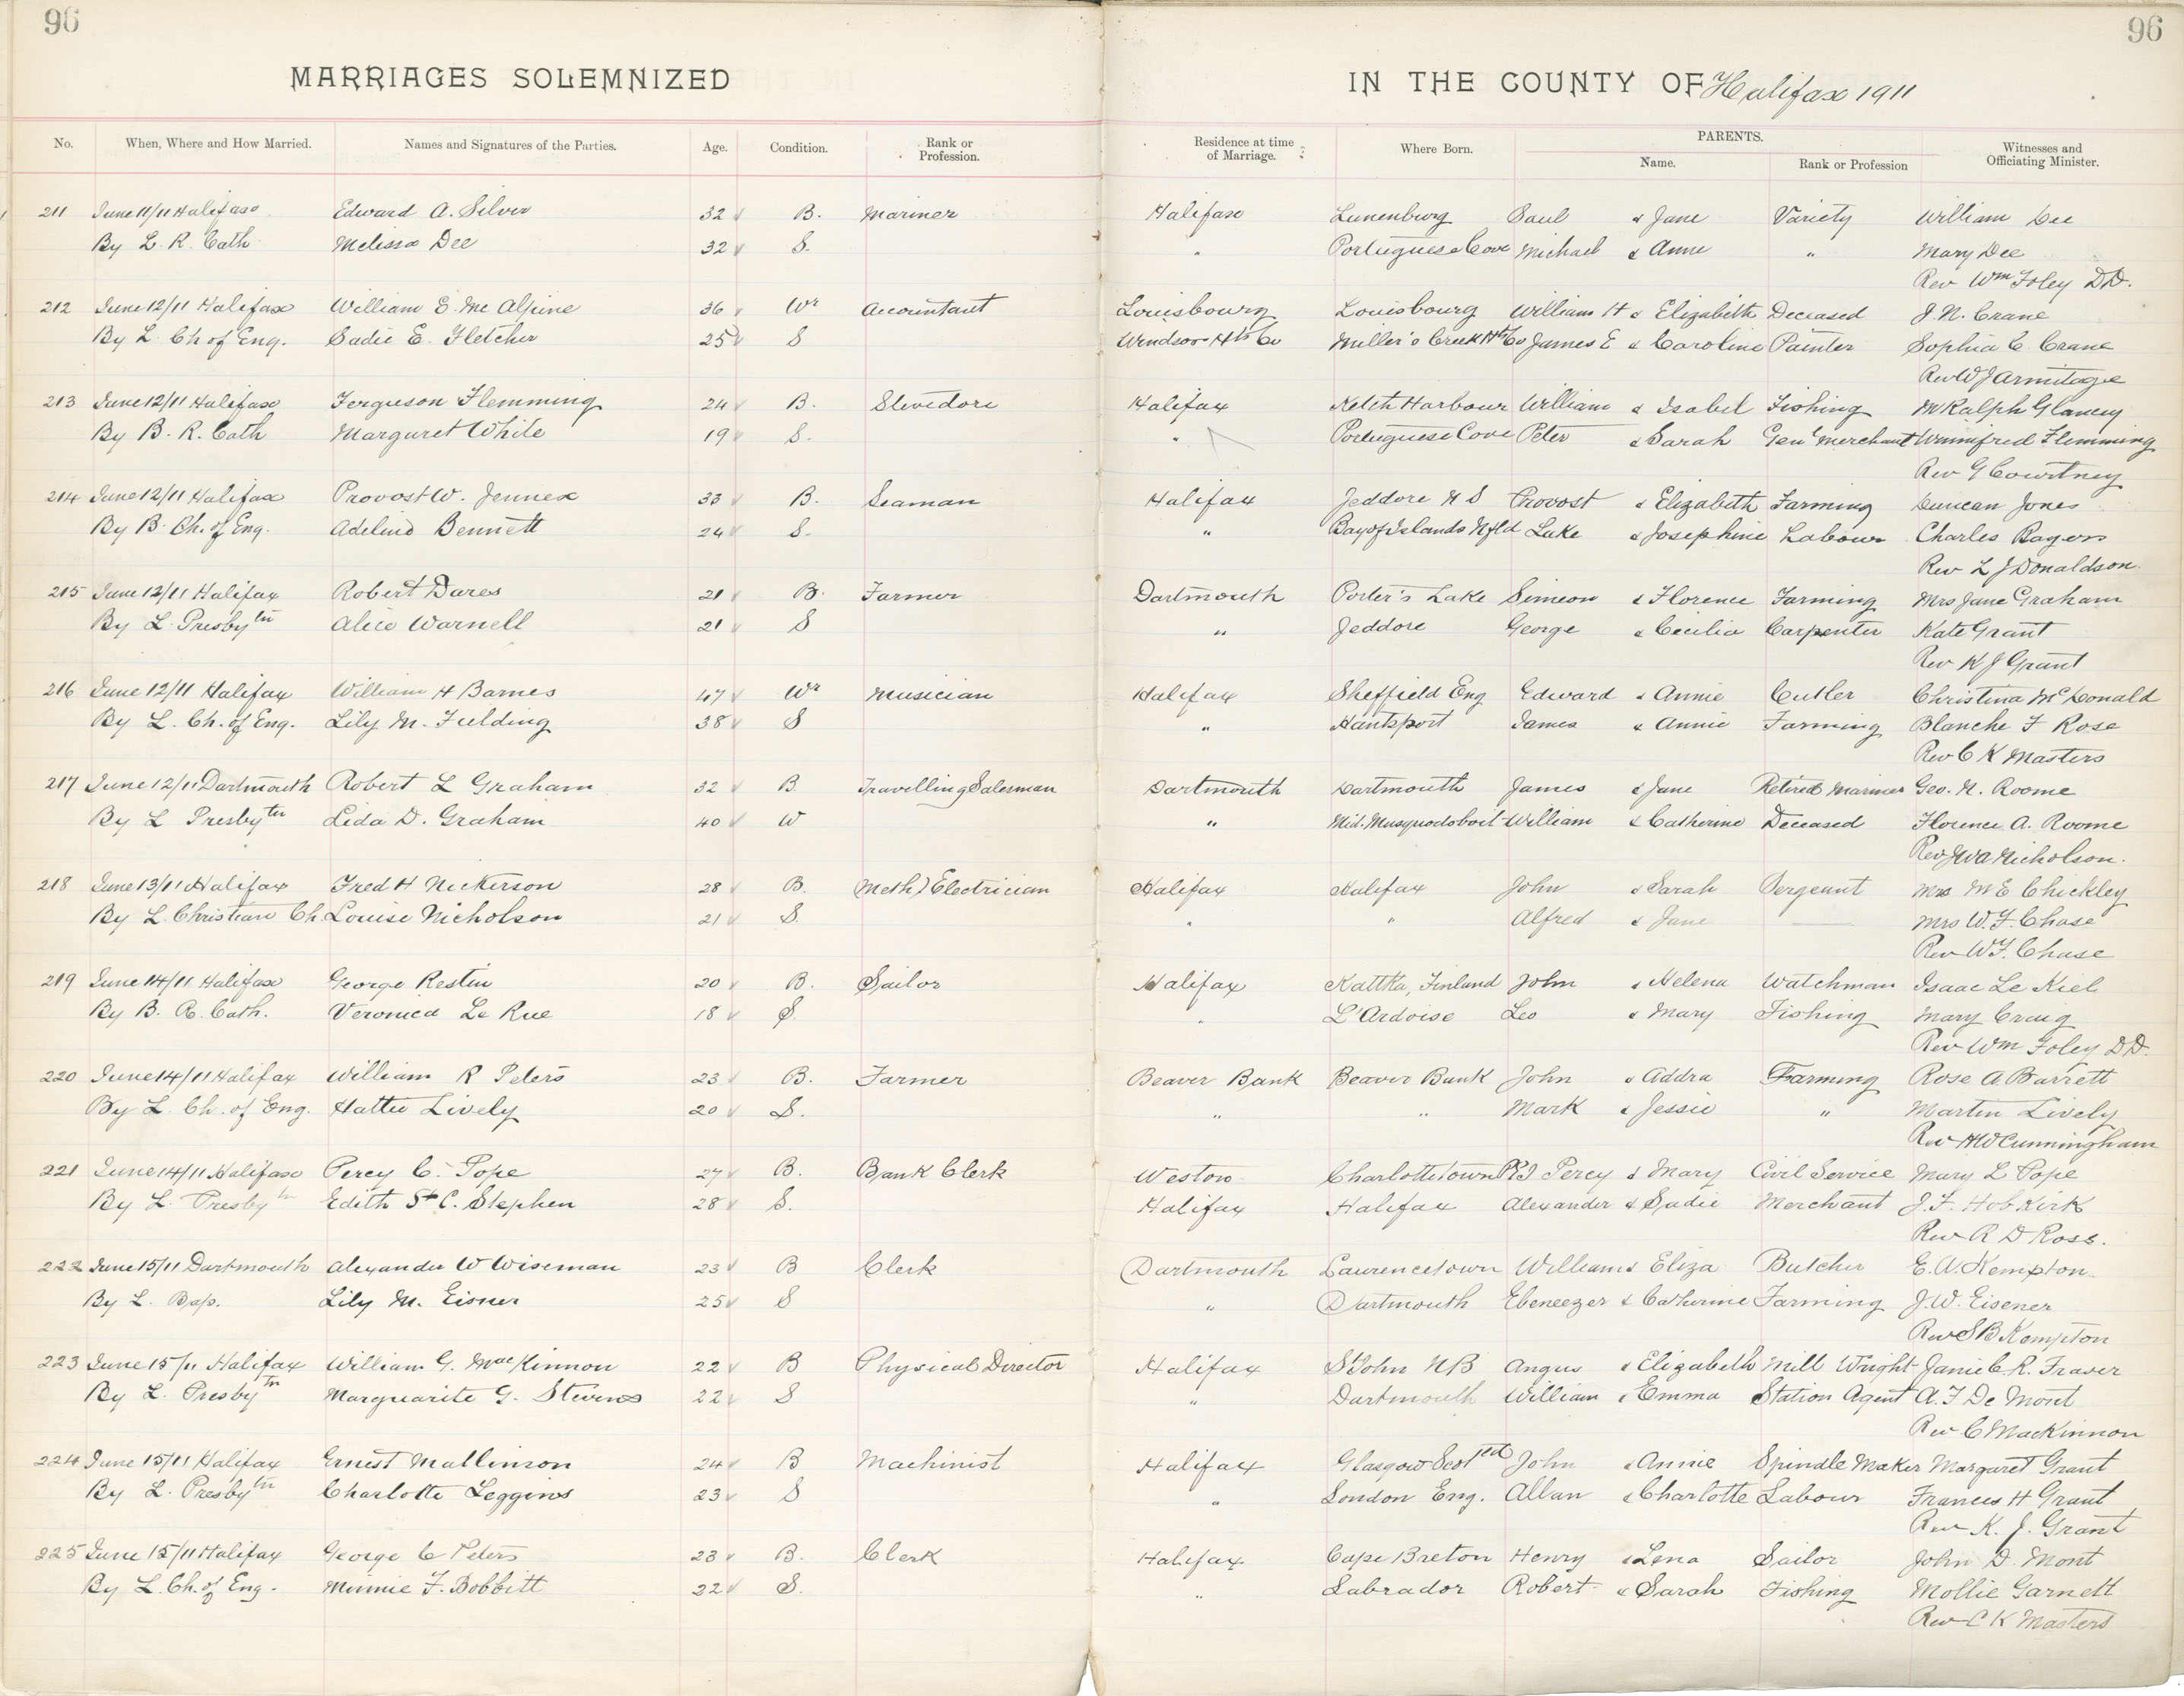 96 96
MARRIAGES SOLEMNIZED IN THE COUNTY OF Halifax 1911
No. When, Where and How Married. Names and Signatures of the Parties. Age. Condition. Rank or Profession. Residence at time of Marriage. Where Born. PARENTS. Name. Rank or Profession Witnesses and Officiating Minister.
211 June 11/11 Halifax Edward A. Silver 32 B. Mariner Halifax Lunenburg Saul & Jane Variety William Dee
By L. R. Cath Melissa Dee 32 S. " Portuguese Cove Michael & Anne " Mary Dee
Rev Wm Foley DD.
212 June 12/11 Halifax William E. McAlpine 36 Wr Accountant Louisbourg Louisbourg William H & Elizabeth Deceased J. N. Crane
By L Ch of Eng. Sadie E. Fletcher 25 S Windsor Hts Co Miller's Creek Hts Co James E & Caroline Painter Sophia C Crane
Rev W J Armitage
213 June 12/11 Halifax Ferguson Flemming 24 B. Stevedore Halifax Ketch Harbour William & Isabel Fishing M Ralph Glancey
By B. R. Cath Margaret White 19 S. " Portuguese Cove Peter & Sarah Genl Merchant Winnifred Flemming
Rev G Courtney
214 June 12/11 Halifax Provost W. Jennex 33 B. Seaman Halifax Jeddore N S Provost & Elizabeth Farming Duncan Jones
By B. Ch. of Eng. Adelind Bennett 24 S. " Bay of Islands Nfld Luke & Josephine Labour Charles Rogers
Rev L J Donaldson.
215 June 12/11 Halifax Robert Dares 21 B. Farmer Dartmouth Porter's Lake Simeon & Florence Farming Mrs Jane Graham
By L. Presbytn Alice Warnell 21 S " Jeddore George & Cecilia Carpenter Kate Grant
Rev K J Grant
216 June 12/11 Halifax William H Barnes 47 Wr Musician Halifax Sheffield Eng Edward & Annie Cutler Christina McDonald
By L. Ch. of Eng. Lily M. Fielding 38 S " Hantsport James & Annie Farming Blanche F Rose
Rev C K Masters
217 June 12/11 Dartmouth Robert L Graham 32 B. Travelling Salesman Dartmouth Dartmouth James & Jane Retired Mariner Geo. N. Roome
By L Presbytn Lida D. Graham 40 W " Mid. Musquodoboit William & Catherine Deceased Florence A. Roome
Rev J W A Nicholson.
218 June 13/11 Halifax Fred H Nickerson 28 B. (Meth) Electrician Halifax Halifax John & Sarah Sergeant Mrs M E Chickley
By L. Christian Ch. Louise Nicholson 21 S. " " Alfred & Jane — Mrs W. F. Chase
Rev W F. Chase
219 June 14/11 Halifax George Restin 20 B. Sailor Halifax Kattka, Finland John & Helena Watchman Isaac Le Kiel
By B. R. Cath. Veronica Le Rue 18 S " L'Ardoise Leo & Mary Fishing Mary Craig
Rev Wm Foley DD.
220 June 14/11 Halifax William R Peters 23 B. Farmer Beaver Bank Beaver Bank John & Addra Farming Rose A. Barrett
By L. Ch. of Eng. Hattie Lively 20 S. " " Mark & Jessie " Martin Lively
Rev H W Cunningham
221 June 14/11 Halifax Percy C. Pope 27 B. Bank Clerk Weston Charlottetown PEI Percy & Mary Civil Service Mary L Pope
By L. Presbytn Edith St C. Stephen 28 S. Halifax Halifax Alexander & Sadie Merchant J. F. Hobkirk
Rev A D Ross.
222 June 15/11 Dartmouth Alexander W Wiseman 23 B Clerk Dartmouth Laurencetown William & Eliza Butcher E. A. Kempton.
By L. Bap. Lily M. Eisner 25 S " Dartmouth Ebeneezer & Catherine Farming J. W. Eisener
Rev S B Kempton
223 June 15/11 Halifax William G. MacKinnon 22 B Physical Director Halifax St John N B Angus & Elizabeth Mill Wright Janie C. R. Fraser
By L. Presbytn Marguarite G. Stevens 22 S " Dartmouth William & Emma Station Agent A. F De Mont
Rev C MacKinnon
224 June 15/11 Halifax Ernest Mallinson 24 B Machinist Halifax Glasgow Scotld John & Annie Spindle Maker Margaret Grant
By L. Presbytn Charlotte Leggins 23 S " London Eng. Allan & Charlotte Labour Frances H Grant
Rev K. J. Grant
225 June 15/11 Halifax George C Peters 23 B. Clerk Halifax Cape Breton Henry & Lena Sailor John D. Mont
By L. Ch. of Eng. Minnie F. Bobbitt 22 S. " Labrador Robert & Sarah Fishing Mollie Garnett
Rev C K Masters